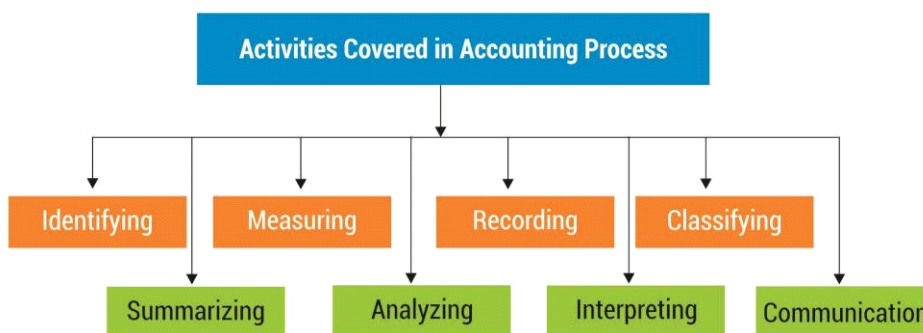 Activities Covered in Accounting Process
Identifying
Measuring
Recording
Classifying
Summarizing
Analyzing
Interpreting
Communication